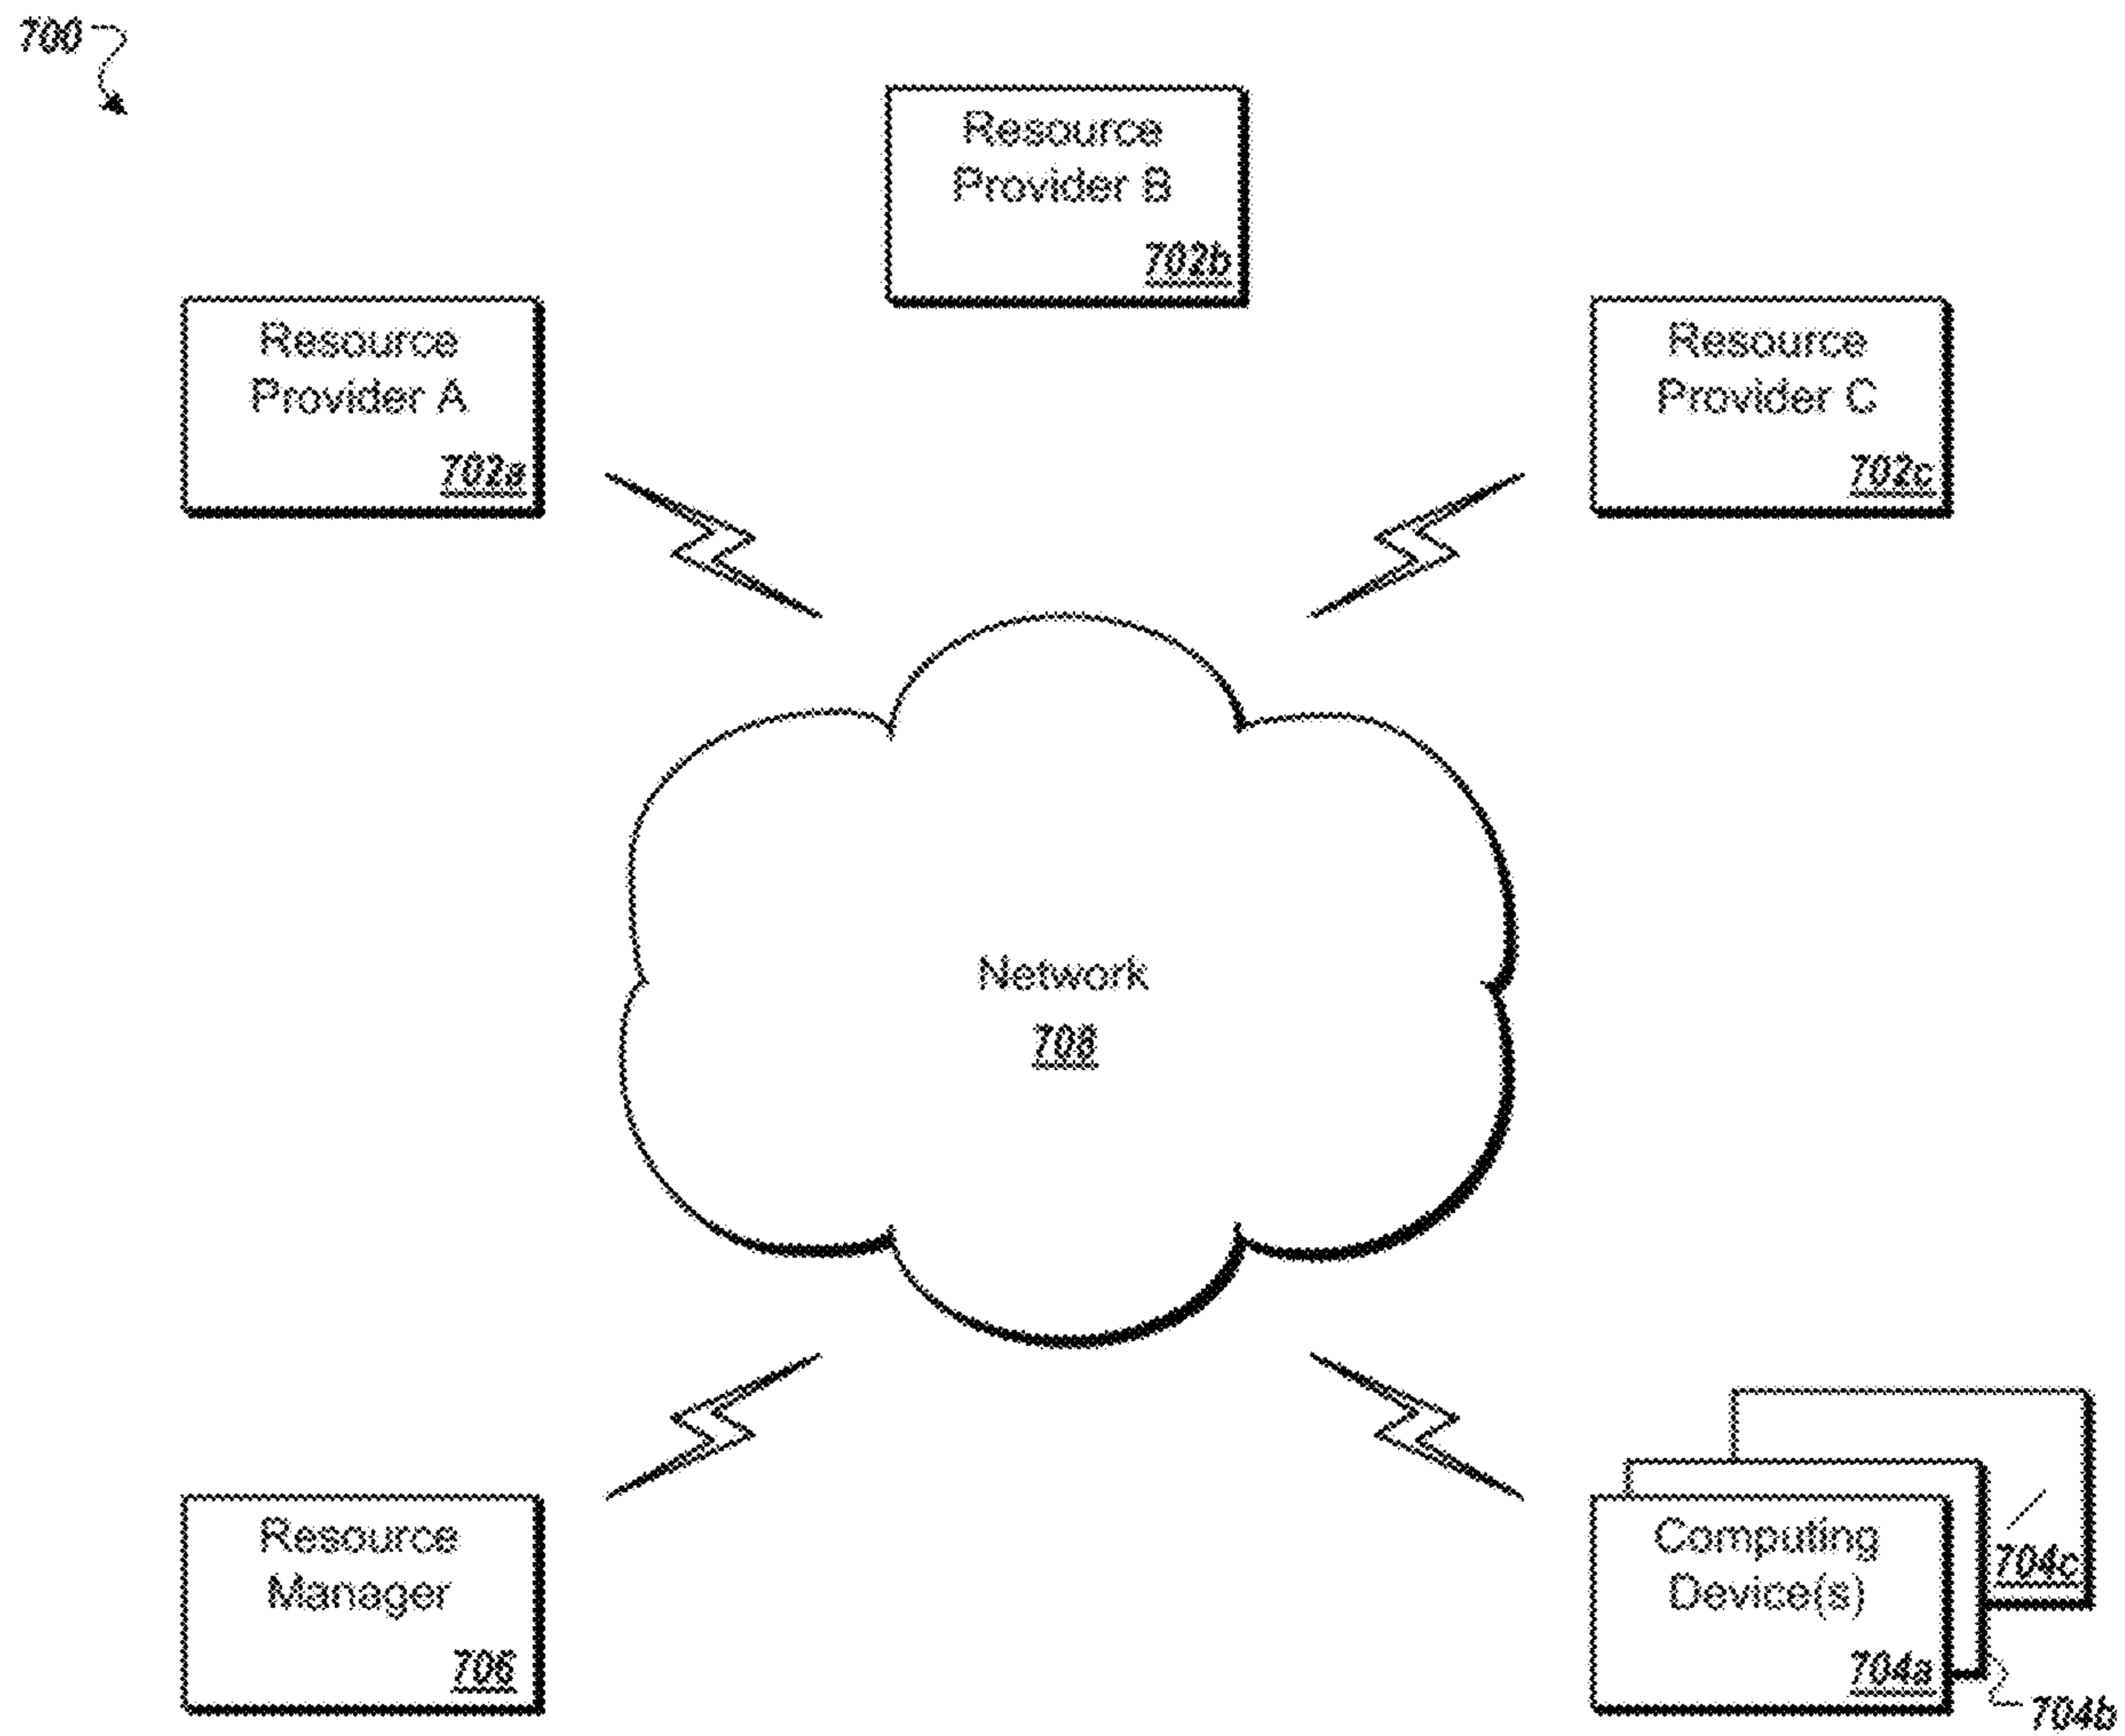 700
Resource
Provider B
702b
Resource
Provider A
702a
Resource
Provider C
702c
Network
708
Resource
Manager
706
Computing
Device(s)
704a
704b
704c